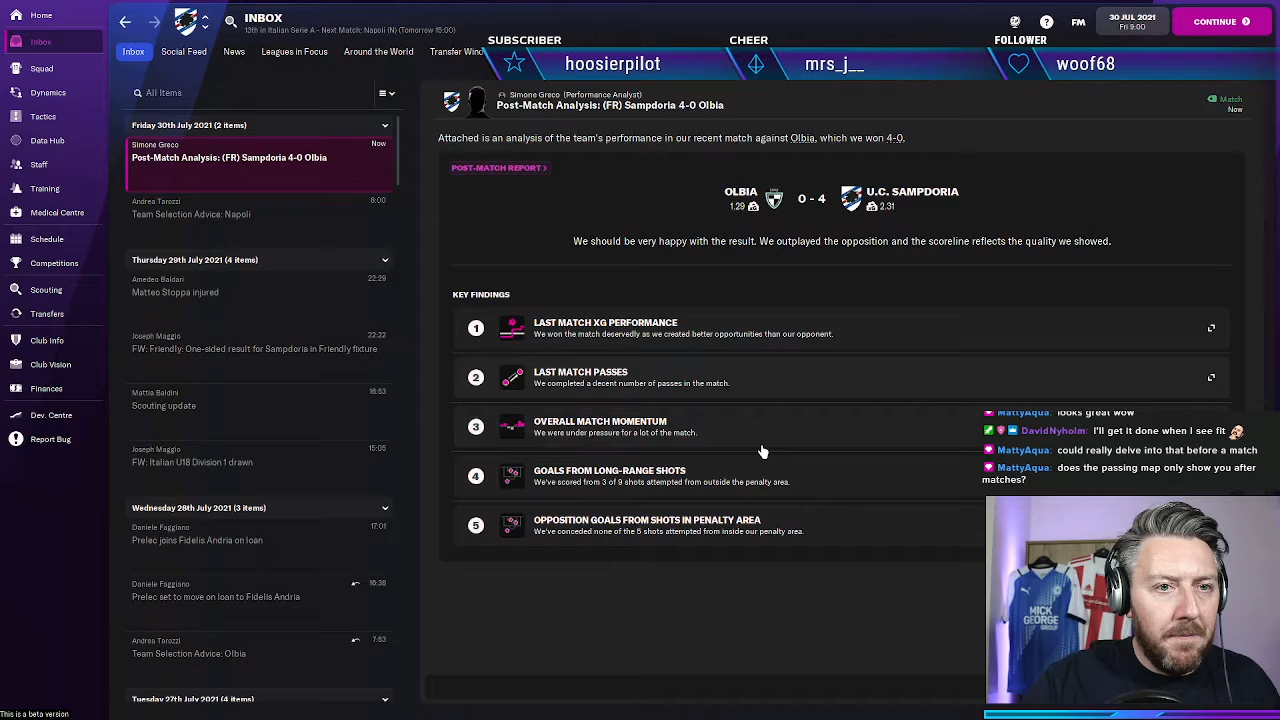 Home
Inbox
Squad
Dynamics
Tactics
Data Hub
Staff
Training
Medical Centre
Schedule
Competitions
Scouting
Transfers
Club Info
Club Vision
Finances
Dev. Centre
Report Bug
This is a beta version
INBOX
13th in Italian Serie A - Next Match: Napoli (N) (Tomorrow 15:00)
FM
30 JUL 2021
Fri 9:00
CONTINUE
Inbox
Social Feed
News
Leagues in Focus
Around the World
Transfer Wind
SUBSCRIBER
hoosierpilot
CHEER
mrs_j__
FOLLOWER
woof68
All Items
Friday 30th July 2021 (2 items)
Simone Greco
Now
Post-Match Analysis: (FR) Sampdoria 4-0 Olbia
Andrea Tarozzi
8:00
Team Selection Advice: Napoli
Thursday 29th July 2021 (4 items)
Amedeo Baldari
22:29
Matteo Stoppa injured
Joseph Maggio
22:22
FW: Friendly: One-sided result for Sampdoria in Friendly fixture
Mattia Baldini
16:53
Scouting update
Joseph Maggio
15:05
FW: Italian U18 Division 1 drawn
Wednesday 28th July 2021 (3 items)
Daniele Faggiano
17:01
Prelec joins Fidelis Andria on loan
Daniele Faggiano
16:38
Prelec set to move on loan to Fidelis Andria
Andrea Tarozzi
7:53
Team Selection Advice: Olbia
Tuesday 27th July 2021 (4 items)
Simone Greco (Performance Analyst)
Post-Match Analysis: (FR) Sampdoria 4-0 Olbia
Match
Now
Attached is an analysis of the team's performance in our recent match against Olbia, which we won 4-0.
POST-MATCH REPORT >
OLBIA
1.29
0 - 4
U.C. SAMPDORIA
2.31
We should be very happy with the result. We outplayed the opposition and the scoreline reflects the quality we showed.
KEY FINDINGS
1
LAST MATCH XG PERFORMANCE
We won the match deservedly as we created better opportunities than our opponent.
2
LAST MATCH PASSES
We completed a decent number of passes in the match.
3
OVERALL MATCH MOMENTUM
We were under pressure for a lot of the match.
4
GOALS FROM LONG-RANGE SHOTS
We've scored from 3 of 9 shots attempted from outside the penalty area.
5
OPPOSITION GOALS FROM SHOTS IN PENALTY AREA
We've conceded none of the 5 shots attempted from inside our penalty area.
MattyAqua: looks great wow
DavidNyholm: I'll get it done when I see fit
MattyAqua: could really delve into that before a match
MattyAqua: does the passing map only show you after
matches?
MICK
GEORGE
GROUP